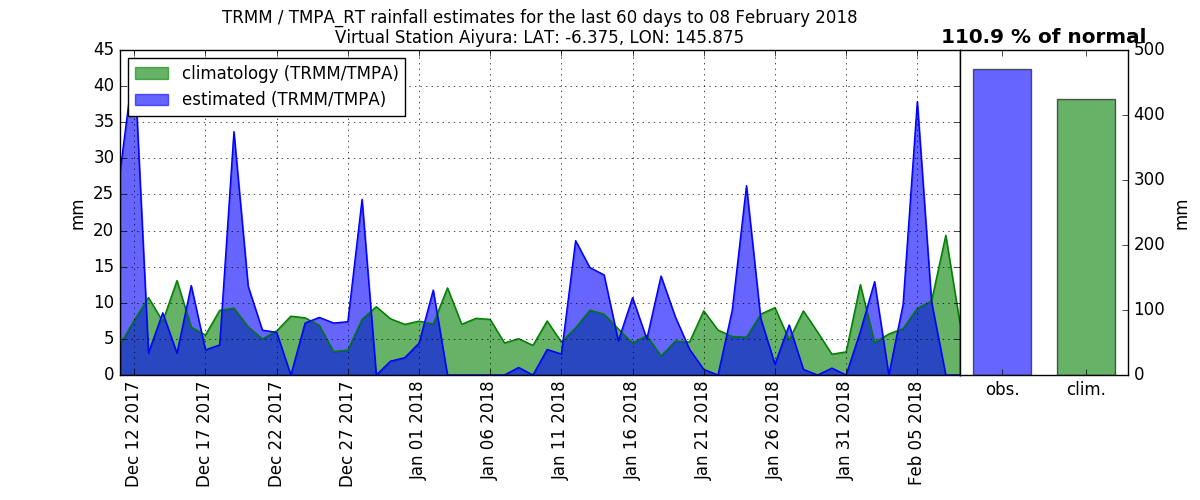 TRMM / TMPA_RT rainfall estimates for the last 60 days to 08 February 2018
Virtual Station Aiyura: LAT: -6.375, LON: 145.875
110.9 % of normal
climatology (TRMM/TMPA)
estimated (TRMM/TMPA)
45
40
35
30
25
20
15
10
5
0
mm
Dec 12 2017
Dec 17 2017
Dec 22 2017
Dec 27 2017
Jan 01 2018
Jan 06 2018
Jan 11 2018
Jan 16 2018
Jan 21 2018
Jan 26 2018
Jan 31 2018
Feb 05 2018
500
400
300
200
100
0
mm
obs.
clim.